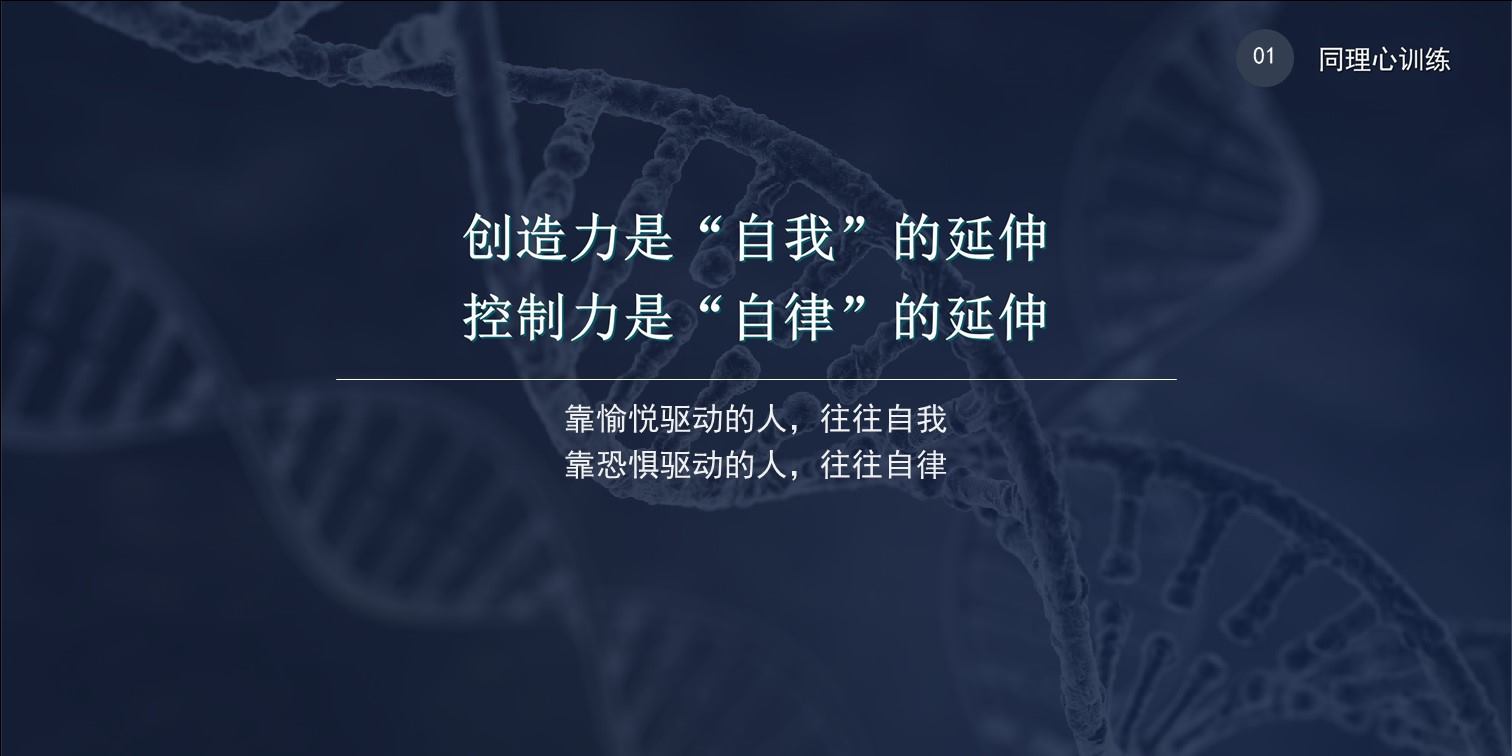 01 同理心训练
创造力是“自我”的延伸
控制力是“自律”的延伸
靠愉悦驱动的人，往往自我
靠恐惧驱动的人，往往自律